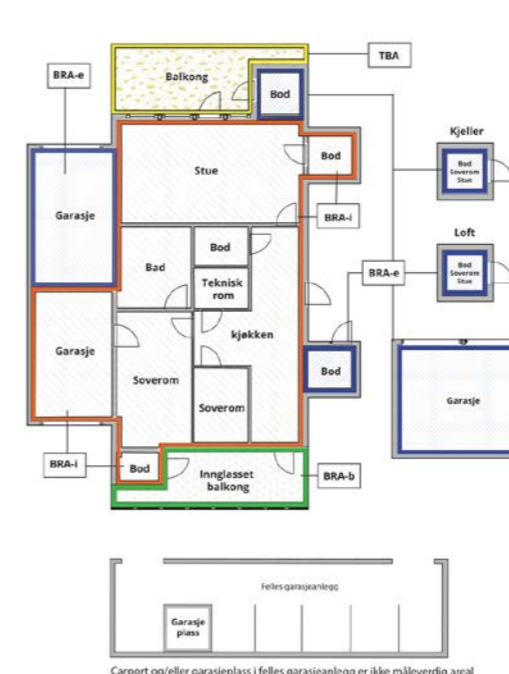 TBA
BRA-e
Balkong
Bod
Kjeller
Bod
Soverom
Stue
Bod
Stue
Garasje
BRA-i
Loft
Bod
Bad
BRA-e
Bod
Soverom
Stue
Teknisk
rom
kjøkken
Garasje
Bod
Soverom
Garasje
Soverom
BRA-i
Bod
Innglasset
balkong
BRA-b
Felles garasjeanlegg
Garasje
plass
Carport og/eller garasjeplass i felles garasjeanlegg er ikke måleverdig areal